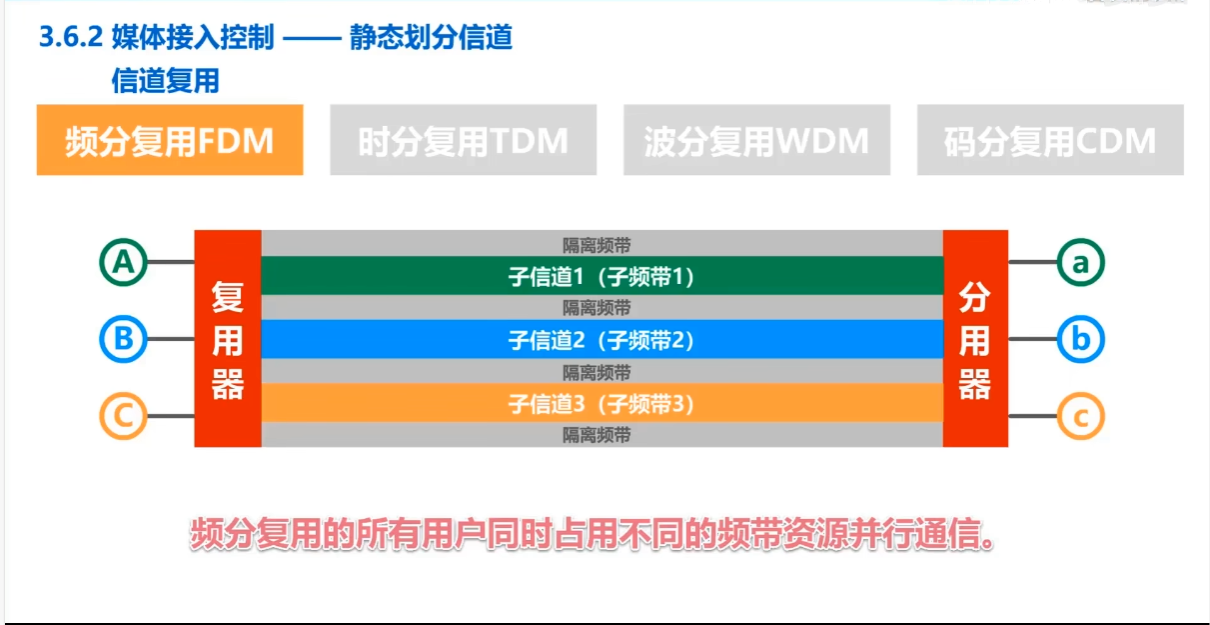 3.6.2 媒体接入控制 —— 静态划分信道
信道复用
频分复用FDM
时分复用TDM
波分复用WDM
码分复用CDM
隔离频带
A
子信道1（子频带1）
a
隔离频带
B
子信道2（子频带2）
b
隔离频带
C
子信道3（子频带3）
c
隔离频带
复用器
分用器
频分复用的所有用户同时占用不同的频带资源并行通信。